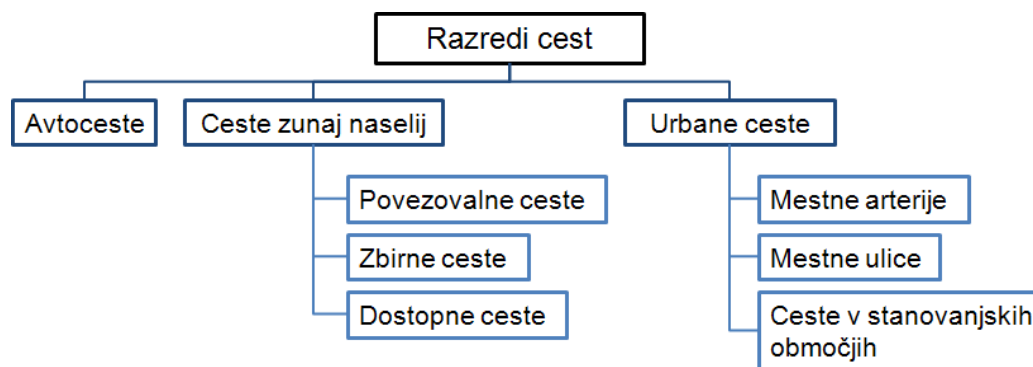 Razredi cest
Avtoceste
Ceste zunaj naselij
Urbane ceste
Povezovalne ceste
Zbirne ceste
Dostopne ceste
Mestne arterije
Mestne ulice
Ceste v stanovanjskih
območjih